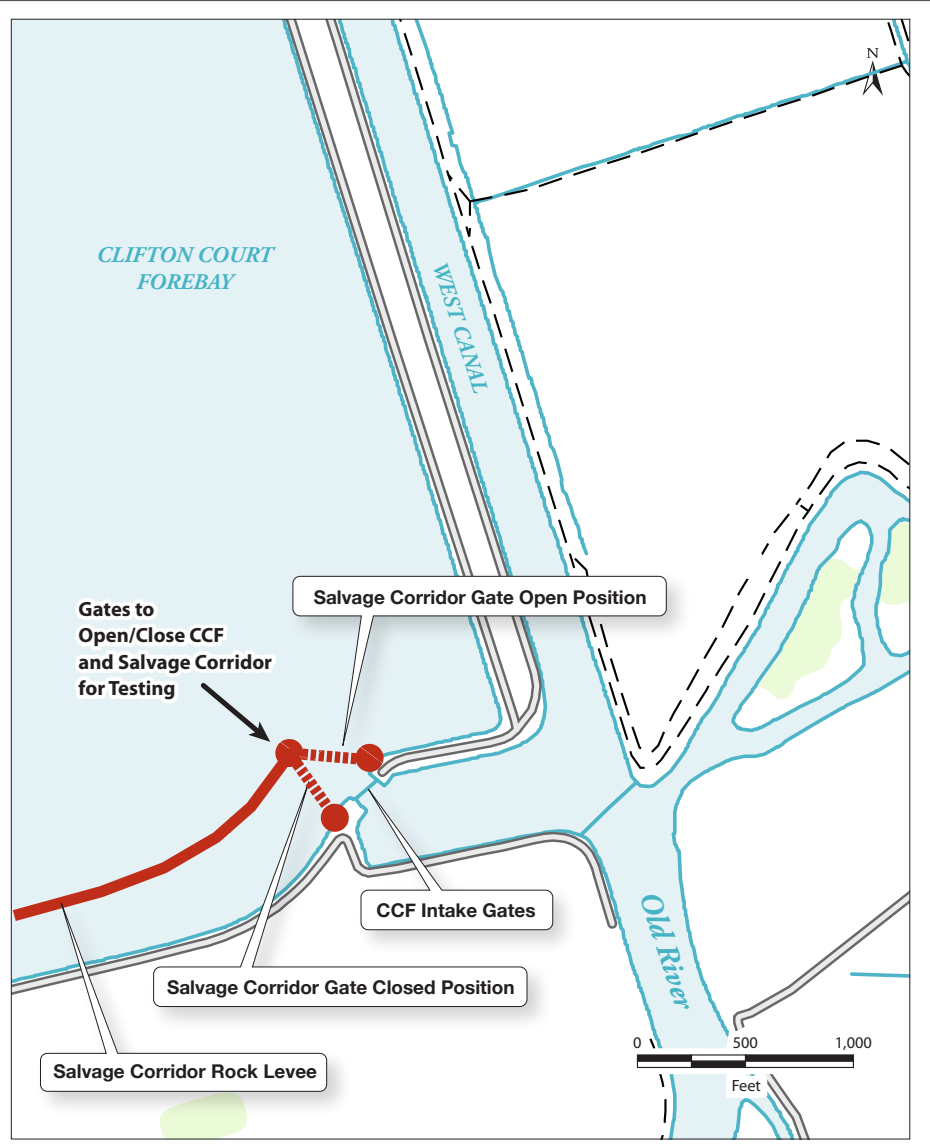 N
CLIFTON COURT
FOREBAY
WEST CANAL
Salvage Corridor Gate Open Position
Gates to
Open/Close CCF
and Salvage Corridor
for Testing
CCF Intake Gates
Old River
Salvage Corridor Gate Closed Position
0 500 1,000
Feet
Salvage Corridor Rock Levee